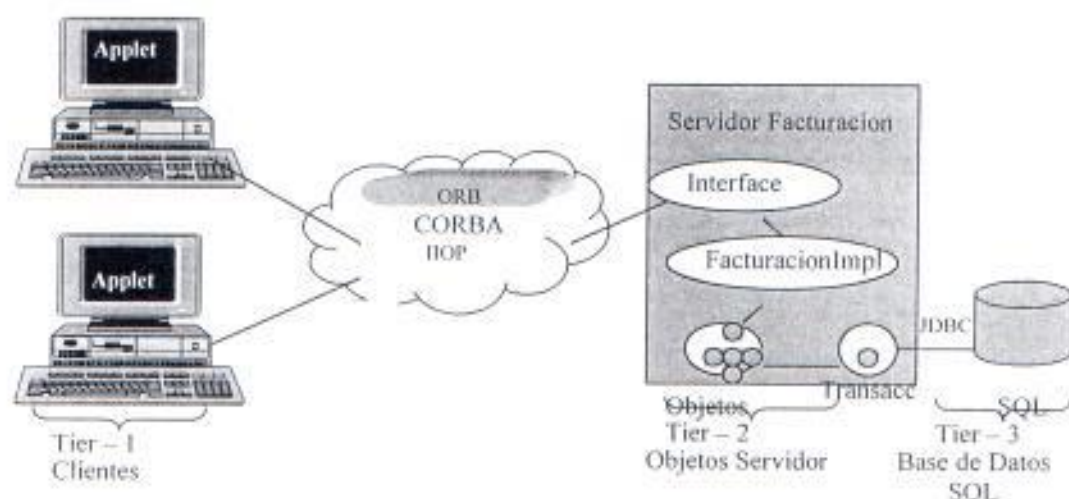 Applet
Servidor Facturacion
Interface
ORB
CORBA
IIOP
FacturacionImpl
Applet
JDBC
Transacc
Objetos
SQL
Tier – 1
Clientes
Tier – 2
Objetos Servidor
Tier – 3
Base de Datos
SQL